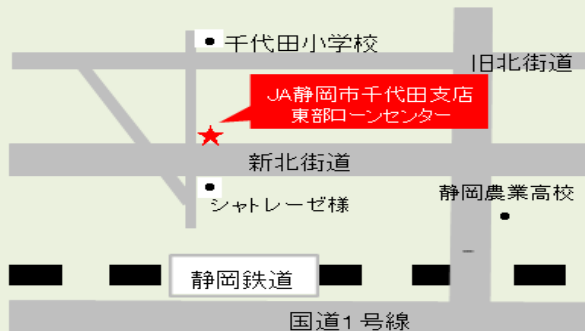 千代田小学校
旧北街道
JA静岡市千代田支店
東部ローンセンター
新北街道
静岡農業高校
シャトレーゼ様
静岡鉄道
国道1号線